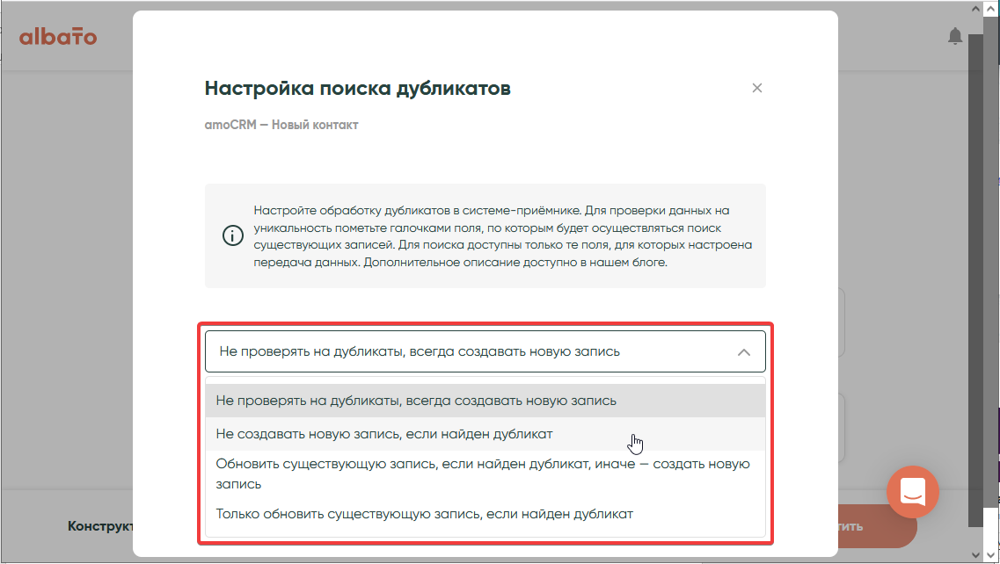 albato
Настройка поиска дубликатов
amoCRM — Новый контакт
Настройте обработку дубликатов в системе-приёмнике. Для проверки данных на
уникальность пометьте галочками поля, по которым будет осуществляться поиск
существующих записей. Для поиска доступны только те поля, для которых настроена
передача данных. Дополнительное описание доступно в нашем блоге.
Не проверять на дубликаты, всегда создавать новую запись
Не проверять на дубликаты, всегда создавать новую запись
Не создавать новую запись, если найден дубликат
Обновить существующую запись, если найден дубликат, иначе — создать новую
запись
Только обновить существующую запись, если найден дубликат
Конструкт
тить